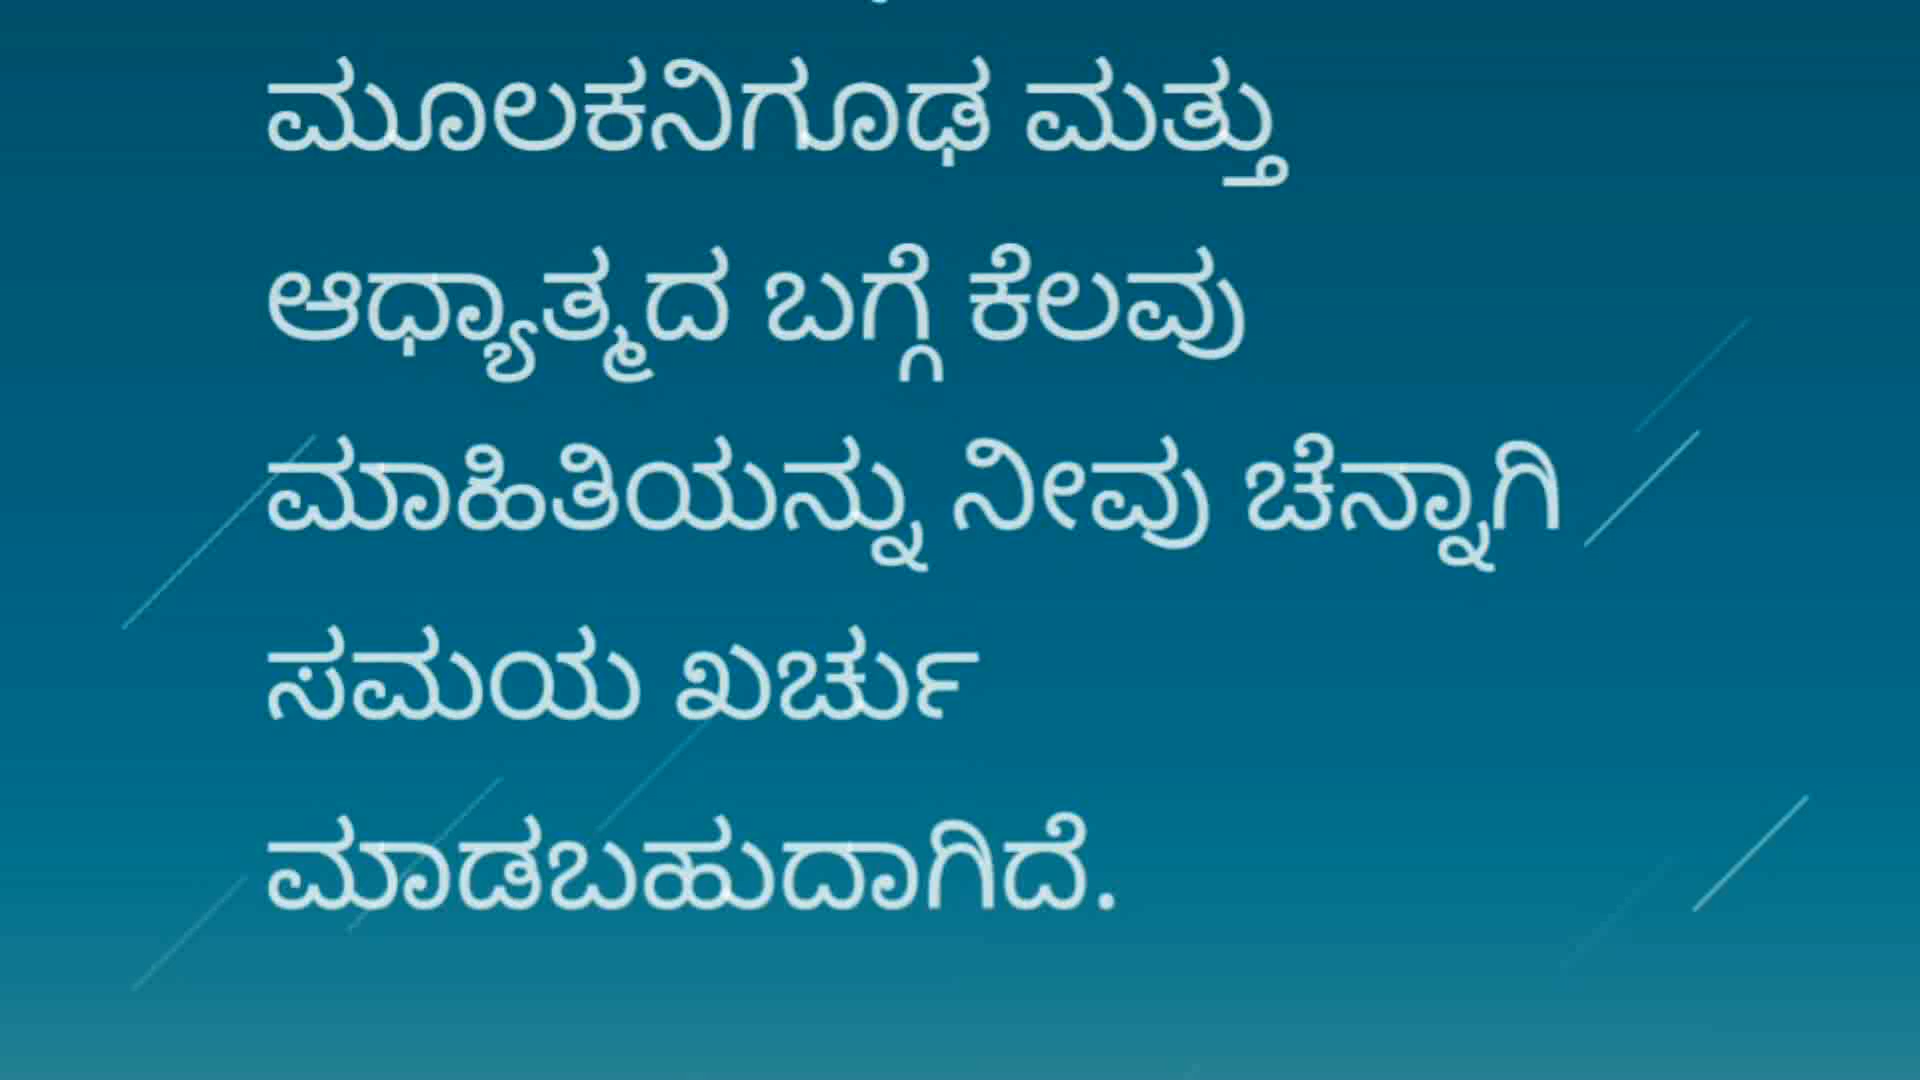 ಮೂಲಕನಿಗೂಢ ಮತ್ತು
ಆಧ್ಯಾತ್ಮದ ಬಗ್ಗೆ ಕೆಲವು
ಮಾಹಿತಿಯನ್ನು ನೀವು ಚೆನ್ನಾಗಿ
ಸಮಯ ಖರ್ಚು
ಮಾಡಬಹುದಾಗಿದೆ.